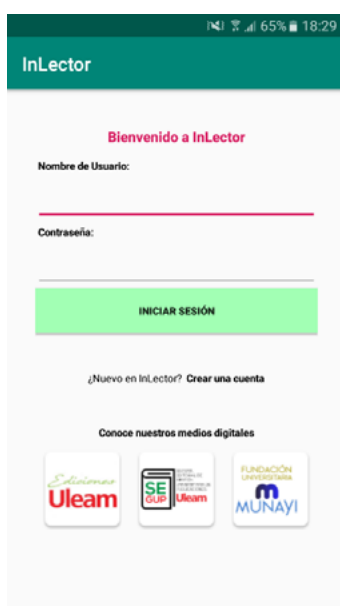 65% 18:29
InLector
Bienvenido a InLector
Nombre de Usuario:
Contraseña:
INICIAR SESIÓN
¿Nuevo en InLector? Crear una cuenta
Conoce nuestros medios digitales
Ediciones
Uleam
SE
GUP
Uleam
FUNDACIÓN
UNIVERSITARIA
MUNAYI